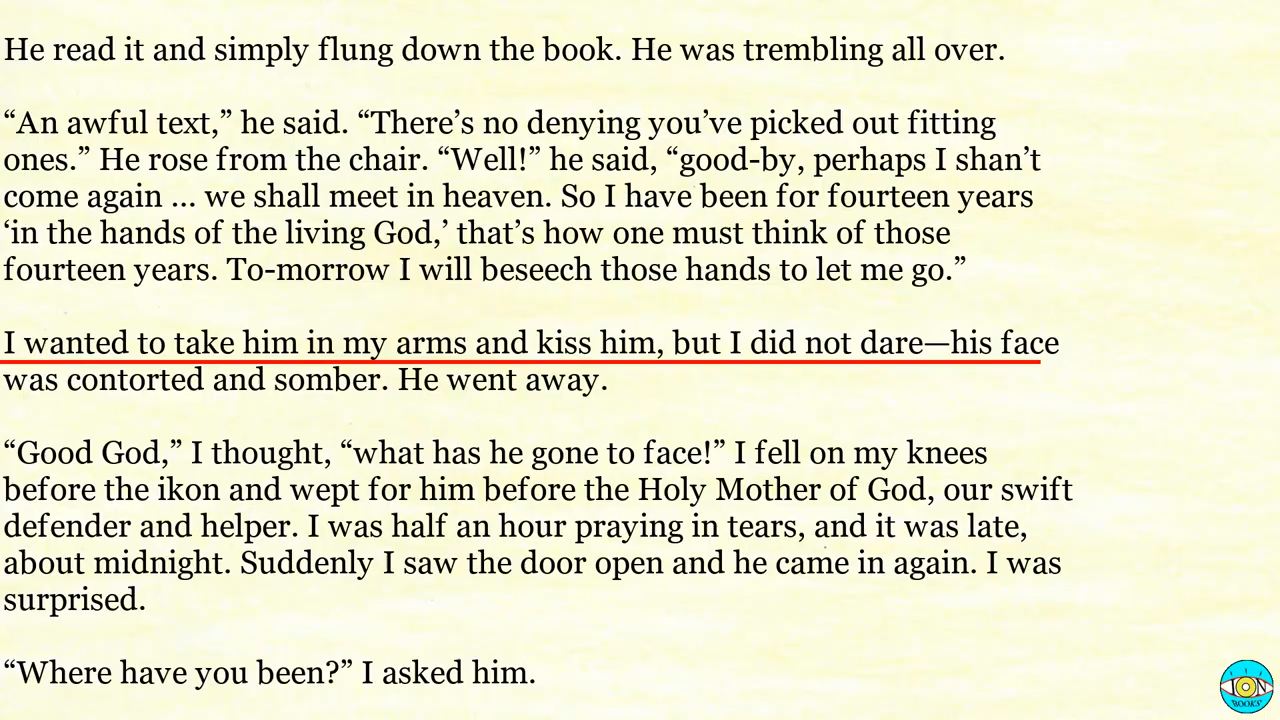 He read it and simply flung down the book. He was trembling all over.
“An awful text,” he said. “There’s no denying you’ve picked out fitting
ones.” He rose from the chair. “Well!” he said, “good-by, perhaps I shan’t
come again ... we shall meet in heaven. So I have been for fourteen years
‘in the hands of the living God,’ that’s how one must think of those
fourteen years. To-morrow I will beseech those hands to let me go.”
I wanted to take him in my arms and kiss him, but I did not dare—his face
was contorted and somber. He went away.
“Good God,” I thought, “what has he gone to face!” I fell on my knees
before the ikon and wept for him before the Holy Mother of God, our swift
defender and helper. I was half an hour praying in tears, and it was late,
about midnight. Suddenly I saw the door open and he came in again. I was
surprised.
“Where have you been?” I asked him.
ION
BOOKS